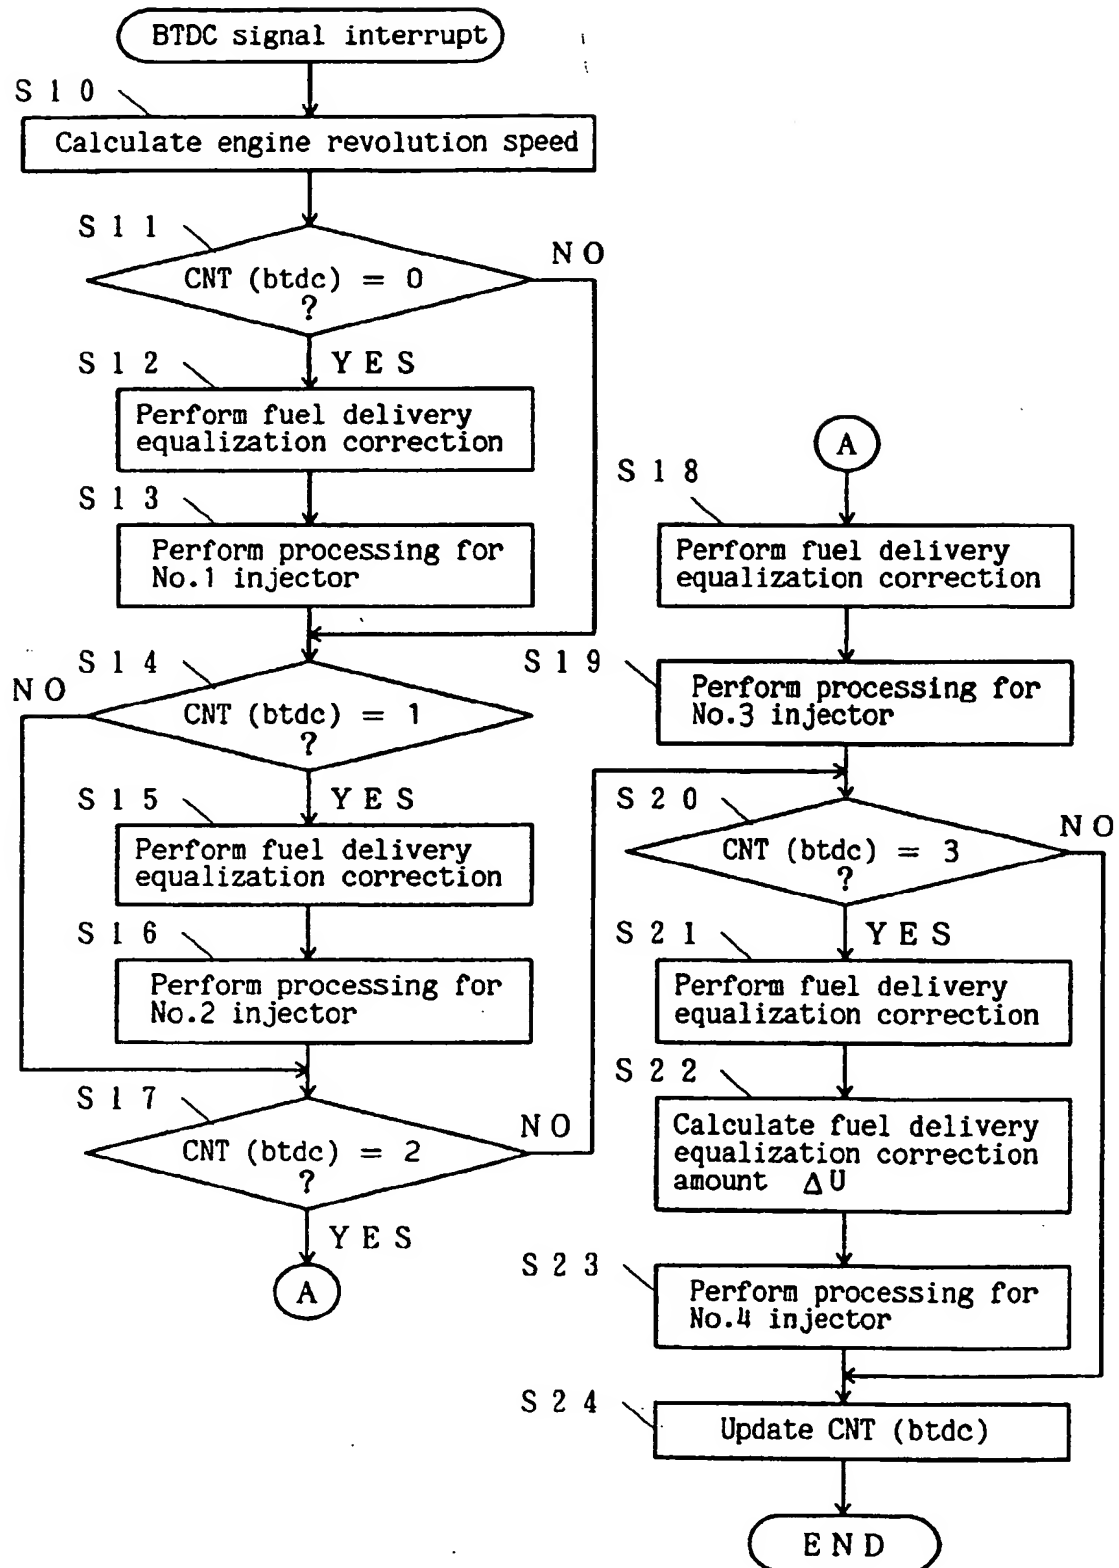 BTDC signal interrupt
S10
Calculate engine revolution speed
S11
NO
CNT (btdc) = 0
?
YES
S12
Perform fuel delivery
equalization correction
S13
Perform processing for
No.1 injector
S14
NO
CNT (btdc) = 1
?
YES
S15
Perform fuel delivery
equalization correction
S16
Perform processing for
No.2 injector
S17
NO
CNT (btdc) = 2
?
YES
A
A
S18
Perform fuel delivery
equalization correction
S19
Perform processing for
No.3 injector
S20
NO
CNT (btdc) = 3
?
YES
S21
Perform fuel delivery
equalization correction
S22
Calculate fuel delivery
equalization correction
amount ΔU
S23
Perform processing for
No.4 injector
S24
Update CNT (btdc)
END